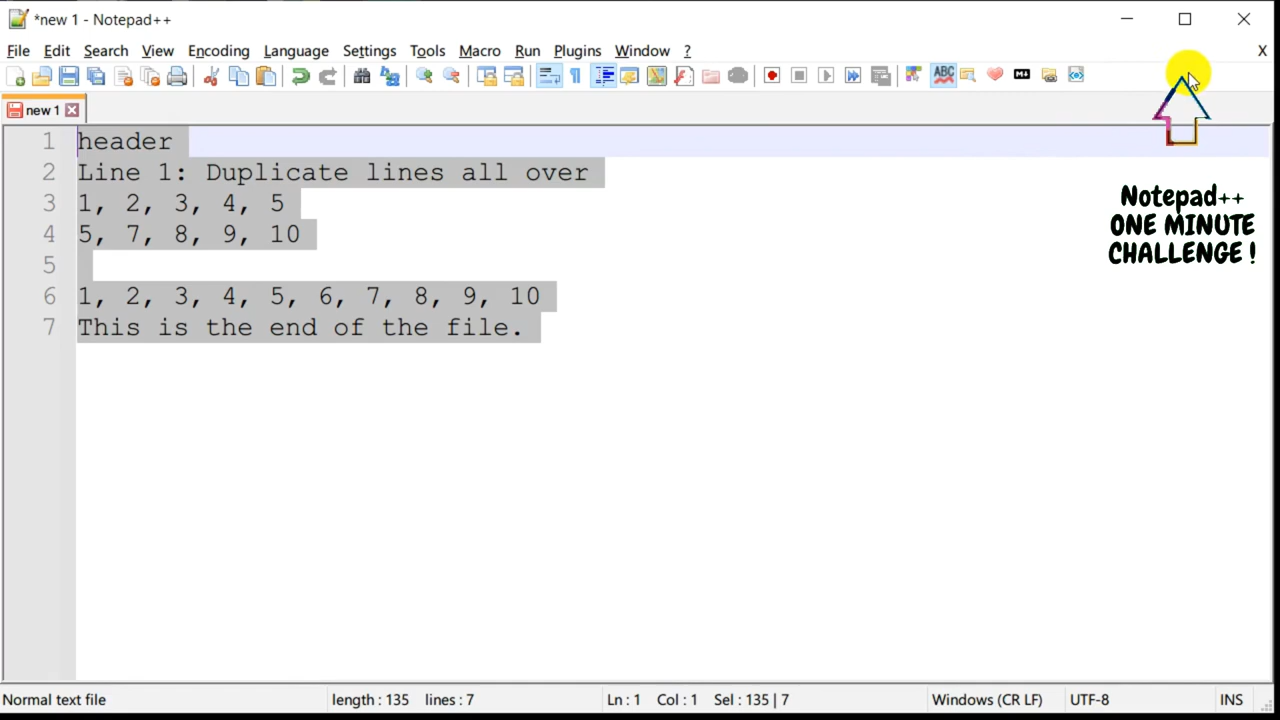 *new 1 - Notepad++
File Edit Search View Encoding Language Settings Tools Macro Run Plugins Window ? X
ABC
new 1
1 header
2 Line 1: Duplicate lines all over
3 1, 2, 3, 4, 5
4 5, 7, 8, 9, 10
5
6 1, 2, 3, 4, 5, 6, 7, 8, 9, 10
7 This is the end of the file.
Notepad++
ONE MINUTE
CHALLENGE !
Normal text file length : 135 lines : 7 Ln : 1 Col : 1 Sel : 135 | 7 Windows (CR LF) UTF-8 INS